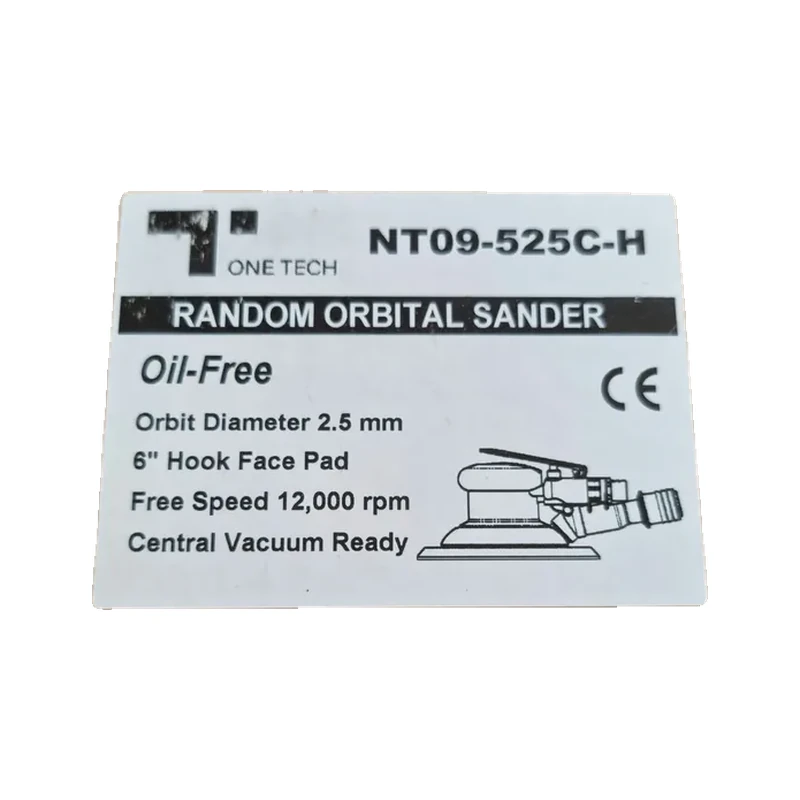 NT09-525C-H
ONE TECH
RANDOM ORBITAL SANDER
Oil-Free
CE
Orbit Diameter 2.5 mm
6" Hook Face Pad
Free Speed 12,000 rpm
Central Vacuum Ready